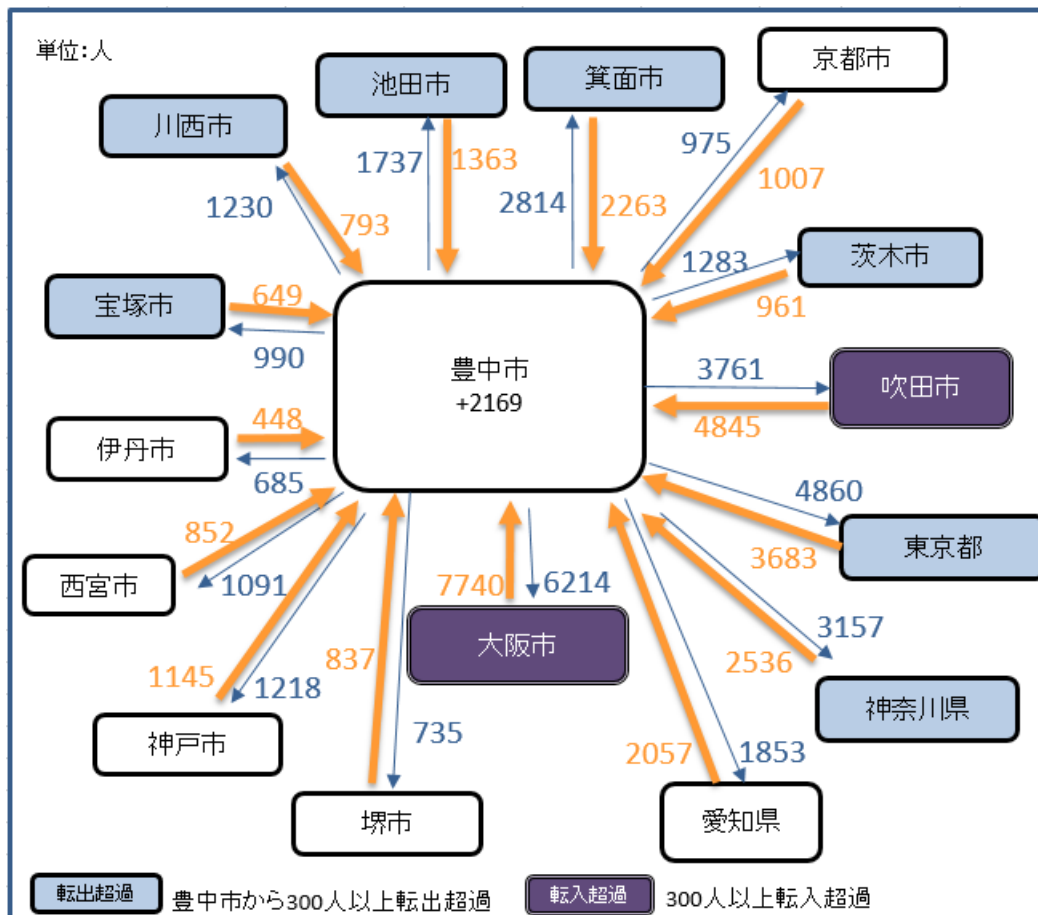 単位:人
京都市
池田市
箕面市
川西市
975
1737
1363
1007
2814
2263
1230
793
茨木市
1283
宝塚市
649
961
990
豊中市
+2169
3761
吹田市
4845
伊丹市
448
685
4860
852
3683
東京都
西宮市
1091
7740
6214
大阪市
3157
837
2536
1145
1218
神奈川県
神戸市
735
2057
1853
堺市
愛知県
転出超過 豊中市から300人以上転出超過
転入超過 300人以上転入超過